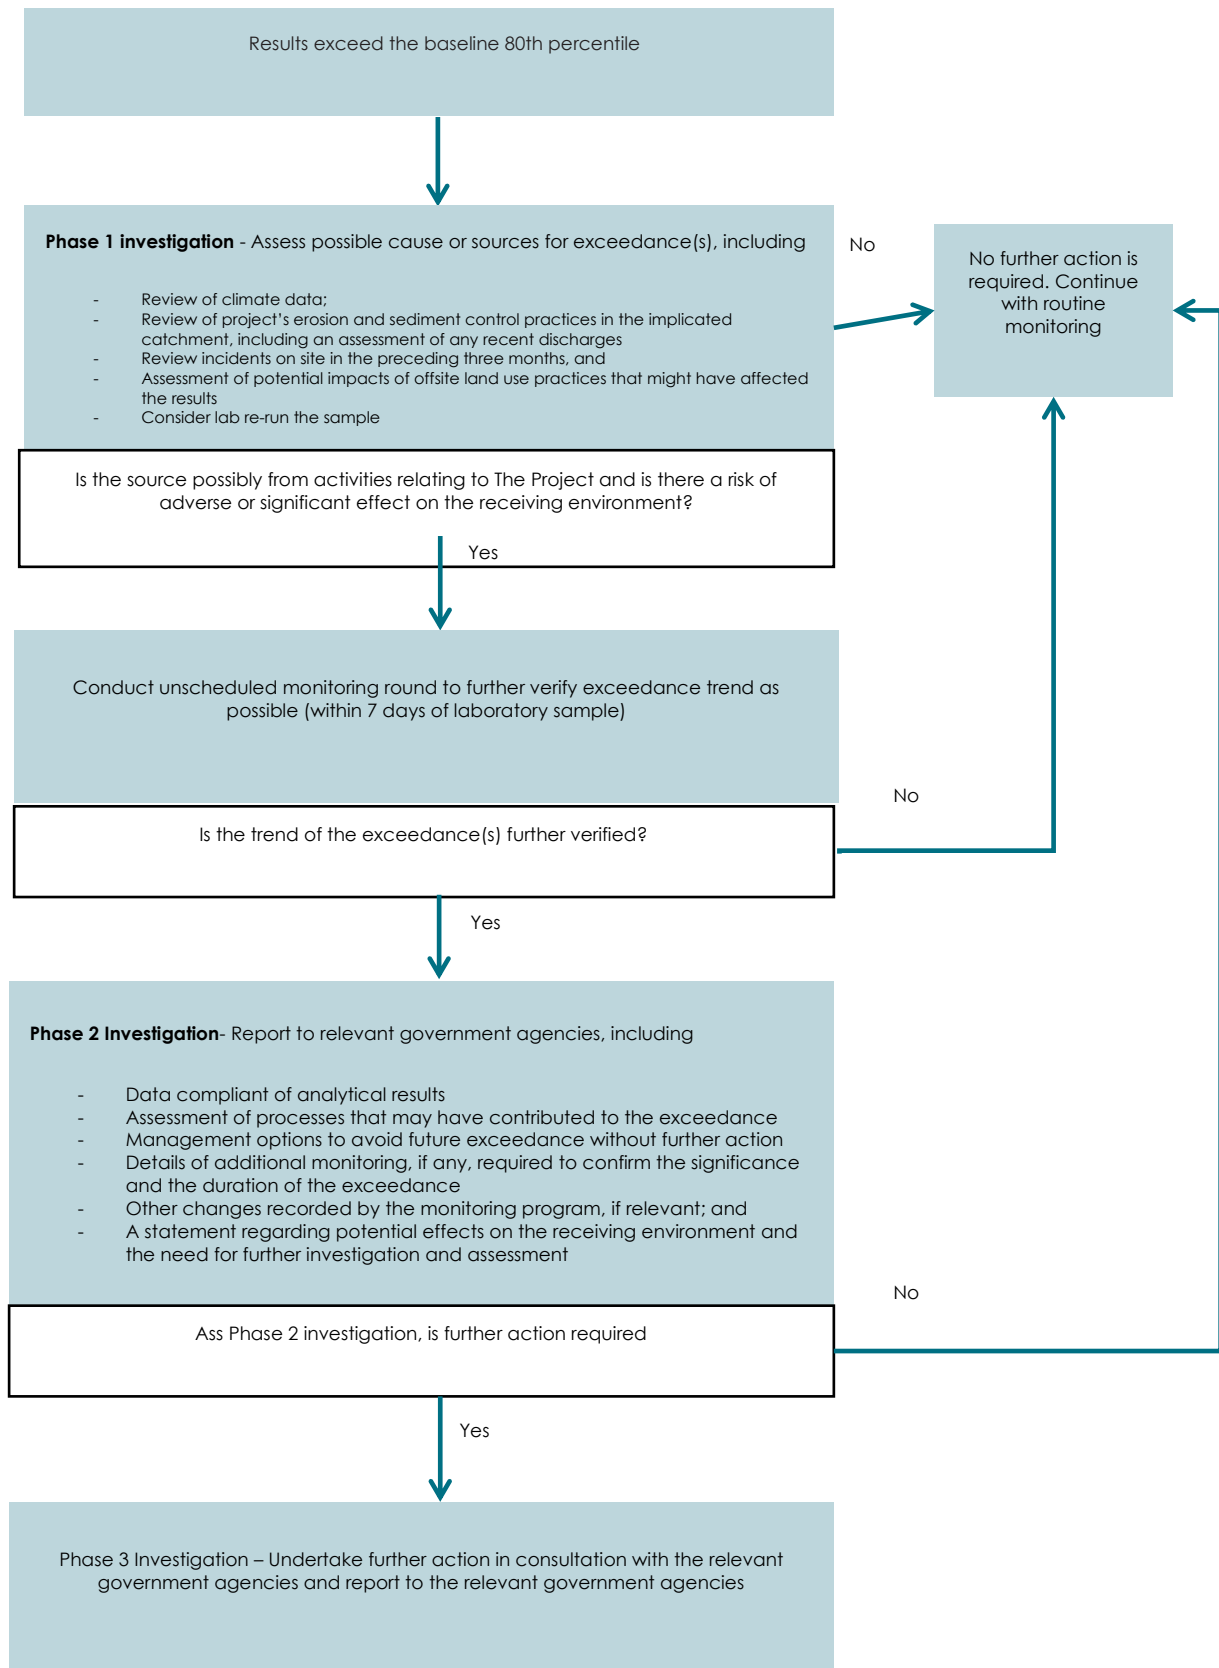 Results exceed the baseline 80th percentile
Phase 1 investigation - Assess possible cause or sources for exceedance(s), including
- Review of climate data;
- Review of project's erosion and sediment control practices in the implicated
catchment, including an assessment of any recent discharges
- Review incidents on site in the preceding three months, and
- Assessment of potential impacts of offsite land use practices that might have affected
the results
- Consider lab re-run the sample
No
No further action is
required. Continue
with routine
monitoring
Is the source possibly from activities relating to The Project and is there a risk of
adverse or significant effect on the receiving environment?
Yes
Conduct unscheduled monitoring round to further verify exceedance trend as
possible (within 7 days of laboratory sample)
No
Is the trend of the exceedance(s) further verified?
Yes
Phase 2 Investigation- Report to relevant government agencies, including
- Data compliant of analytical results
- Assessment of processes that may have contributed to the exceedance
- Management options to avoid future exceedance without further action
- Details of additional monitoring, if any, required to confirm the significance
and the duration of the exceedance
- Other changes recorded by the monitoring program, if relevant; and
- A statement regarding potential effects on the receiving environment and
the need for further investigation and assessment
No
Ass Phase 2 investigation, is further action required
Yes
Phase 3 Investigation – Undertake further action in consultation with the relevant
government agencies and report to the relevant government agencies